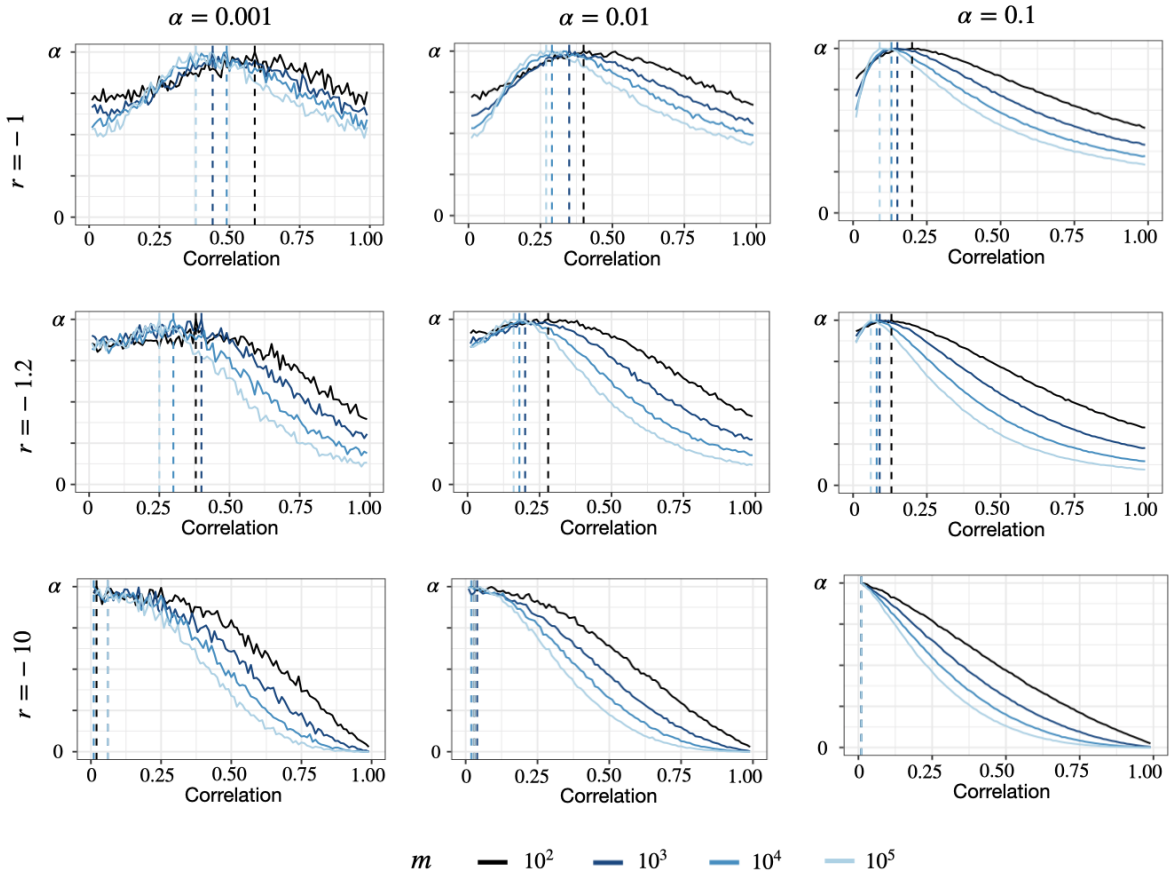 α = 0.001 α = 0.01 α = 0.1
r = −1
α α α
0 0 0
0 0.25 0.50 0.75 1.00 0 0.25 0.50 0.75 1.00 0 0.25 0.50 0.75 1.00
Correlation Correlation Correlation
r = −1.2
α α α
0 0 0
0 0.25 0.50 0.75 1.00 0 0.25 0.50 0.75 1.00 0 0.25 0.50 0.75 1.00
Correlation Correlation Correlation
r = −10
α α α
0 0 0
0 0.25 0.50 0.75 1.00 0 0.25 0.50 0.75 1.00 0 0.25 0.50 0.75 1.00
Correlation Correlation Correlation
m 10² 10³ 10⁴ 10⁵